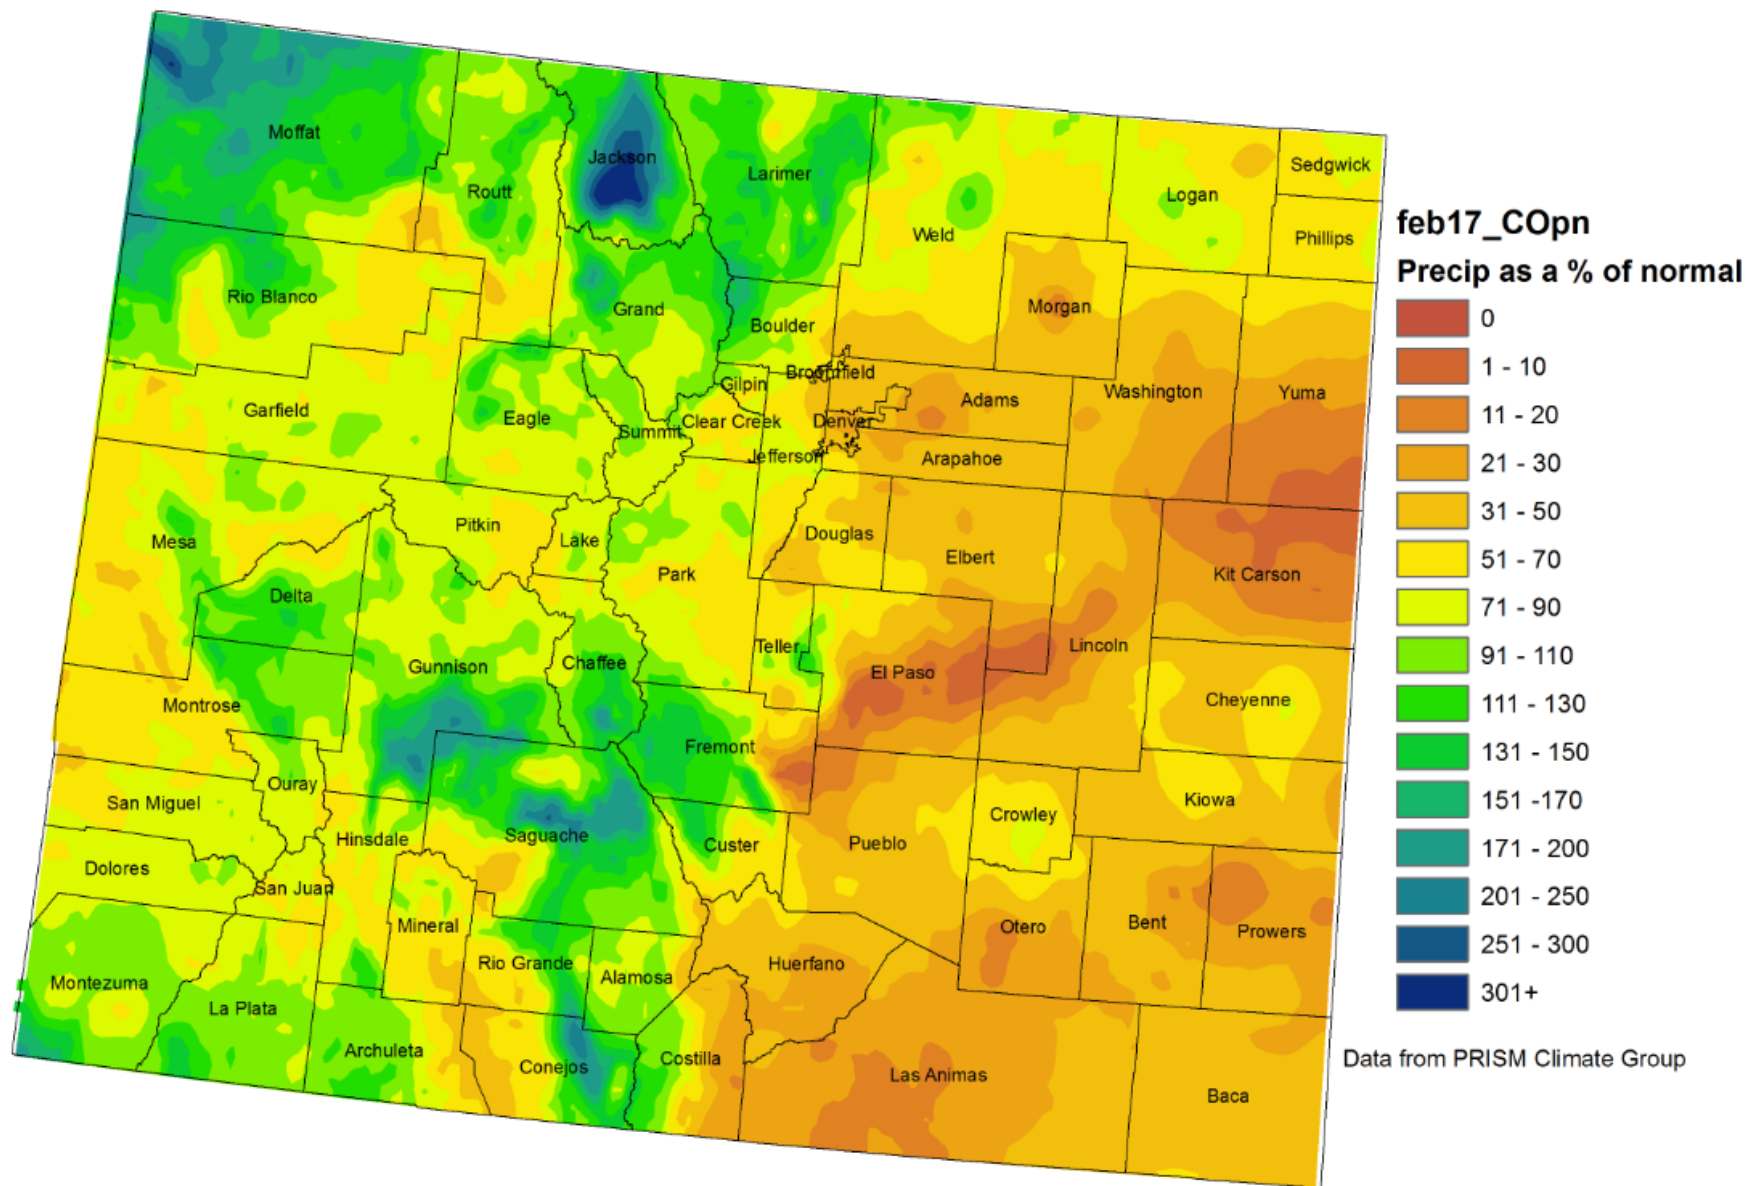 Moffat
Jackson
Larimer
Routt
Sedgwick
Logan
Phillips
Weld
Rio Blanco
Grand
Morgan
Boulder
Broomfield
Gilpin
Garfield
Eagle
Summit
Clear Creek
Denver
Adams
Washington
Yuma
Jefferson
Arapahoe
Mesa
Pitkin
Lake
Douglas
Elbert
Park
Kit Carson
Delta
Gunnison
Chaffee
Teller
El Paso
Lincoln
Cheyenne
Montrose
Fremont
Ouray
San Miguel
Hinsdale
Saguache
Custer
Pueblo
Crowley
Kiowa
Dolores
San Juan
Mineral
Otero
Bent
Prowers
Montezuma
La Plata
Rio Grande
Alamosa
Huerfano
Archuleta
Conejos
Costilla
Las Animas
Baca
feb17_COpn
Precip as a % of normal
0
1 - 10
11 - 20
21 - 30
31 - 50
51 - 70
71 - 90
91 - 110
111 - 130
131 - 150
151 -170
171 - 200
201 - 250
251 - 300
301+
Data from PRISM Climate Group